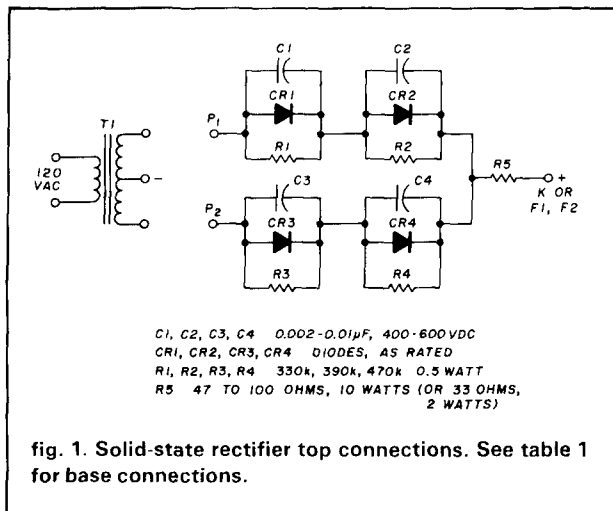 C1
C2
CR1
CR2
T1
P1
R1
R2
120
VAC
−
R5
+
K OR
F1, F2
C3
C4
P2
CR3
CR4
R3
R4
C1, C2, C3, C4 0.002-0.01µF, 400-600VDC
CR1, CR2, CR3, CR4 DIODES, AS RATED
R1, R2, R3, R4 330k, 390k, 470k 0.5 WATT
R5 47 TO 100 OHMS, 10 WATTS (OR 33 OHMS,
2 WATTS)
fig. 1. Solid-state rectifier top connections. See table 1
for base connections.